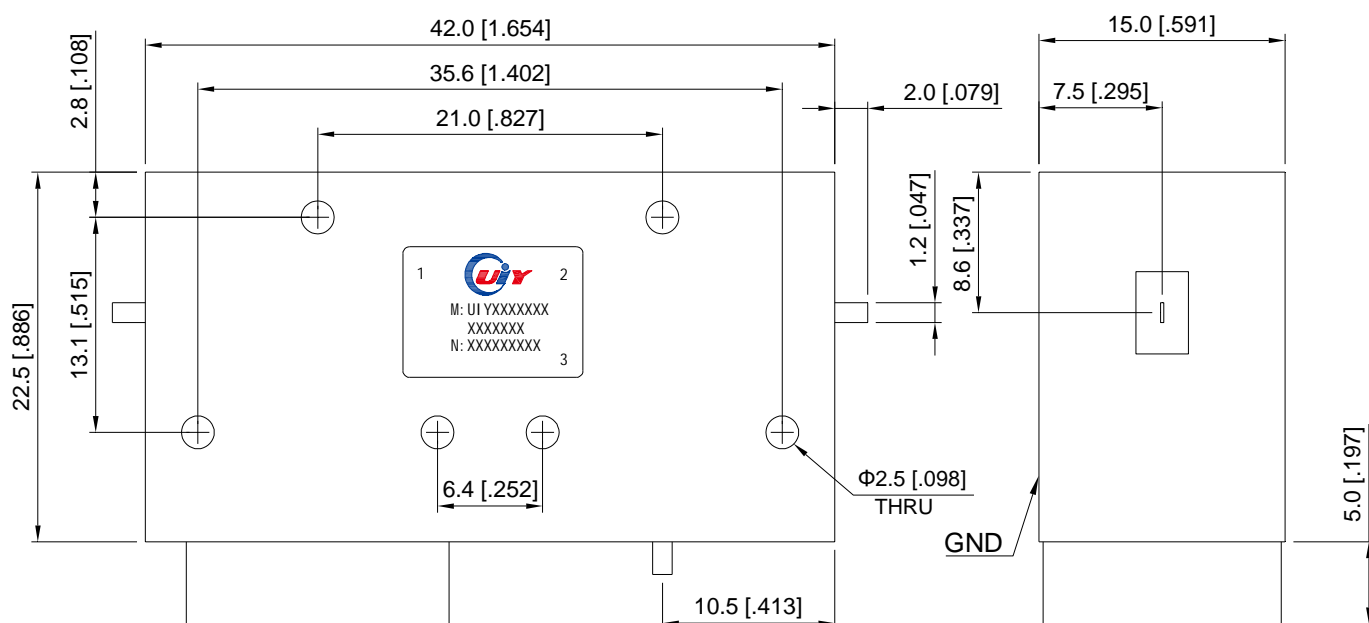 42.0 [1.654]
15.0 [.591]
35.6 [1.402]
2.8 [.108]
2.0 [.079]
7.5 [.295]
21.0 [.827]
1.2 [.047]
8.6 [.337]
1
UiY
2
M: UIYXXXXXXX
XXXXXXX
N: XXXXXXXXX
3
13.1 [.515]
22.5 [.886]
6.4 [.252]
Φ2.5 [.098]
THRU
GND
5.0 [.197]
10.5 [.413]